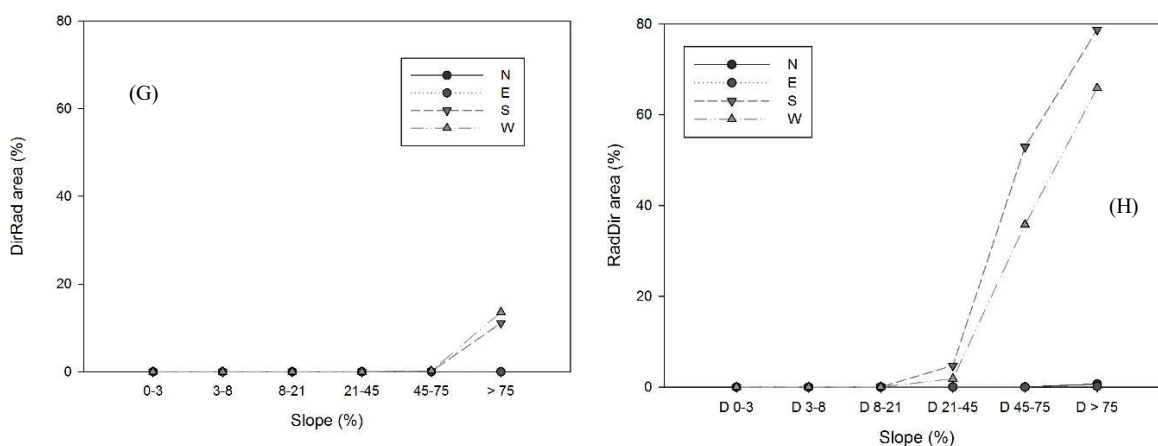 80
60
40
20
0
DirRad area (%)
(G)
N
E
S
W
0-3 3-8 8-21 21-45 45-75 > 75
Slope (%)
80
60
40
20
0
RadDir area (%)
N
E
S
W
(H)
D 0-3 D 3-8 D 8-21 D 21-45 D 45-75 D > 75
Slope (%)